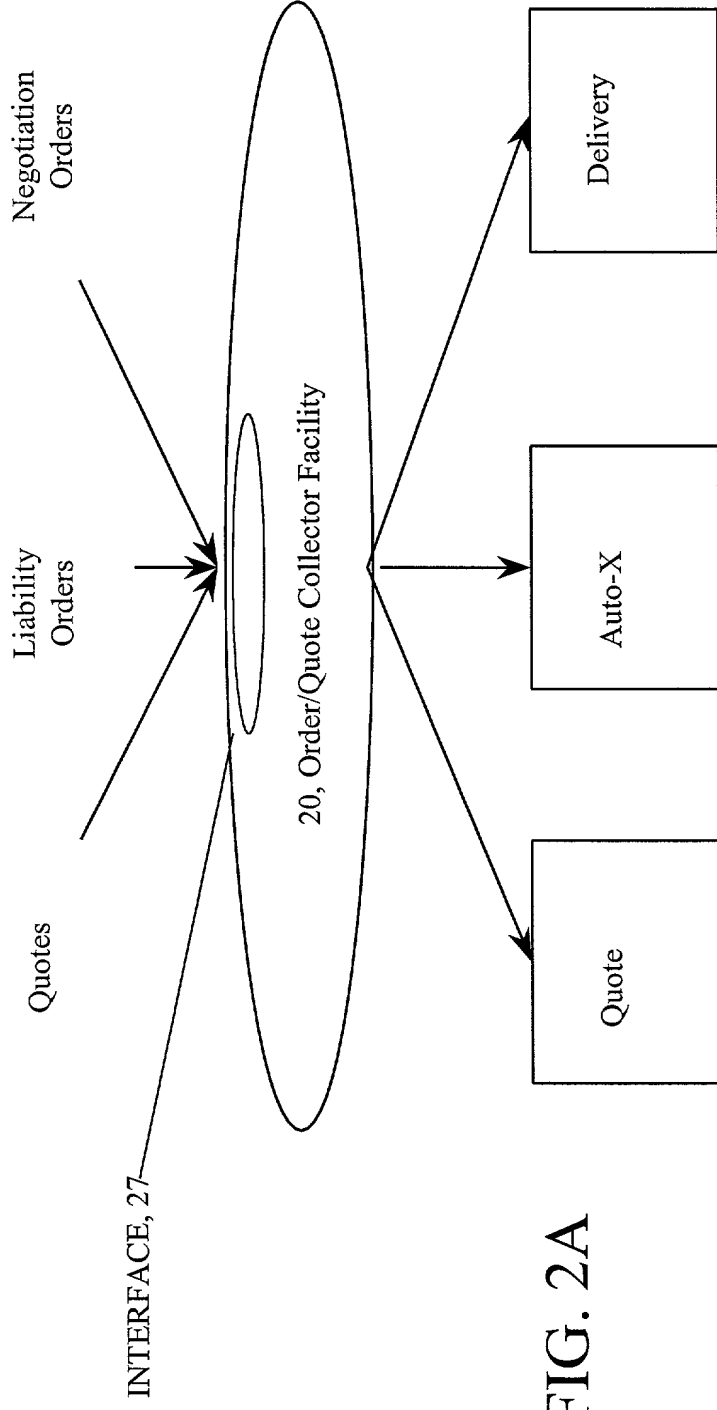 Quotes
Liability
Orders
Negotiation
Orders
INTERFACE, 27
20, Order/Quote Collector Facility
Quote
Auto-X
Delivery
FIG. 2A